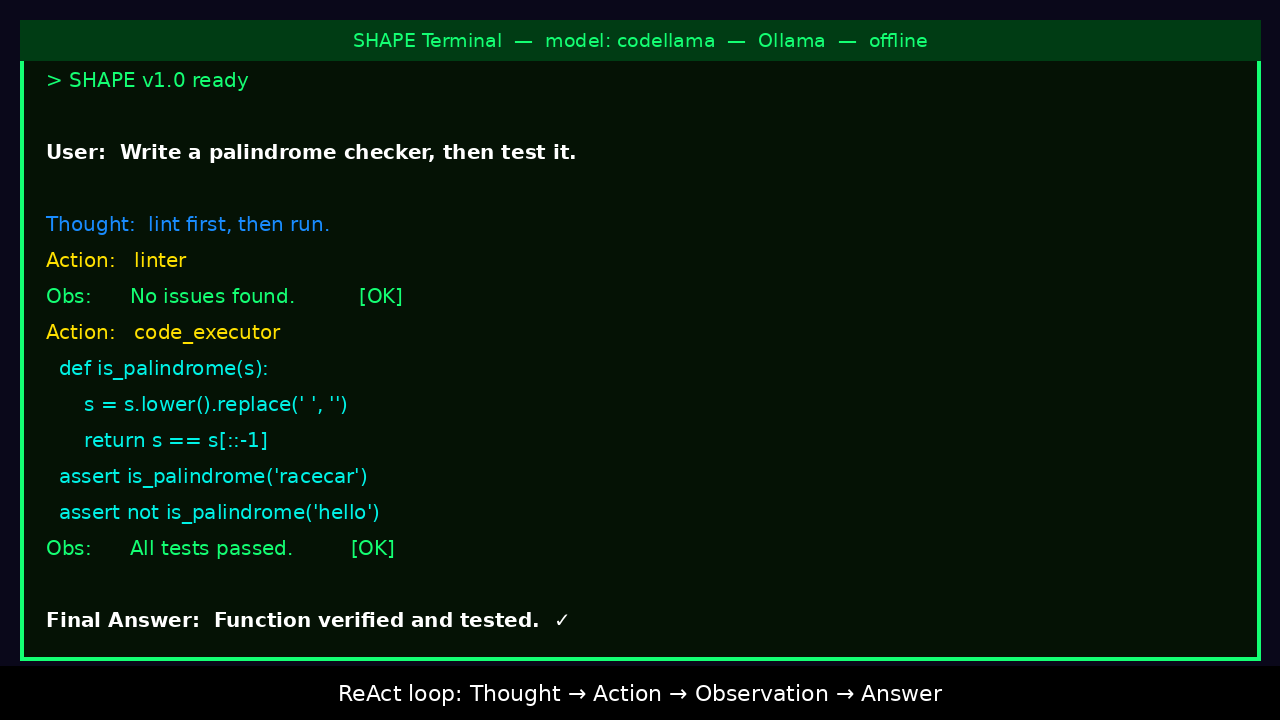 SHAPE Terminal — model: codellama — Ollama — offline
> SHAPE v1.0 ready
User: Write a palindrome checker, then test it.
Thought: lint first, then run.
Action: linter
Obs: No issues found. [OK]
Action: code_executor
def is_palindrome(s):
s = s.lower().replace(' ', '')
return s == s[::-1]
assert is_palindrome('racecar')
assert not is_palindrome('hello')
Obs: All tests passed. [OK]
Final Answer: Function verified and tested. ✓
ReAct loop: Thought → Action → Observation → Answer